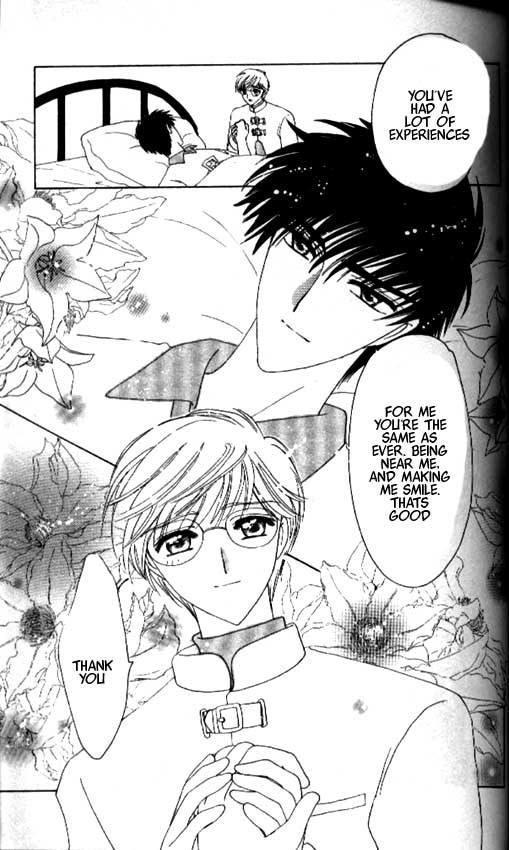 YOU'VE
HAD A
LOT OF
EXPERIENCES
FOR ME
YOU'RE THE
SAME AS
EVER. BEING
NEAR ME.
AND MAKING
ME SMILE.
THATS
GOOD
THANK
YOU